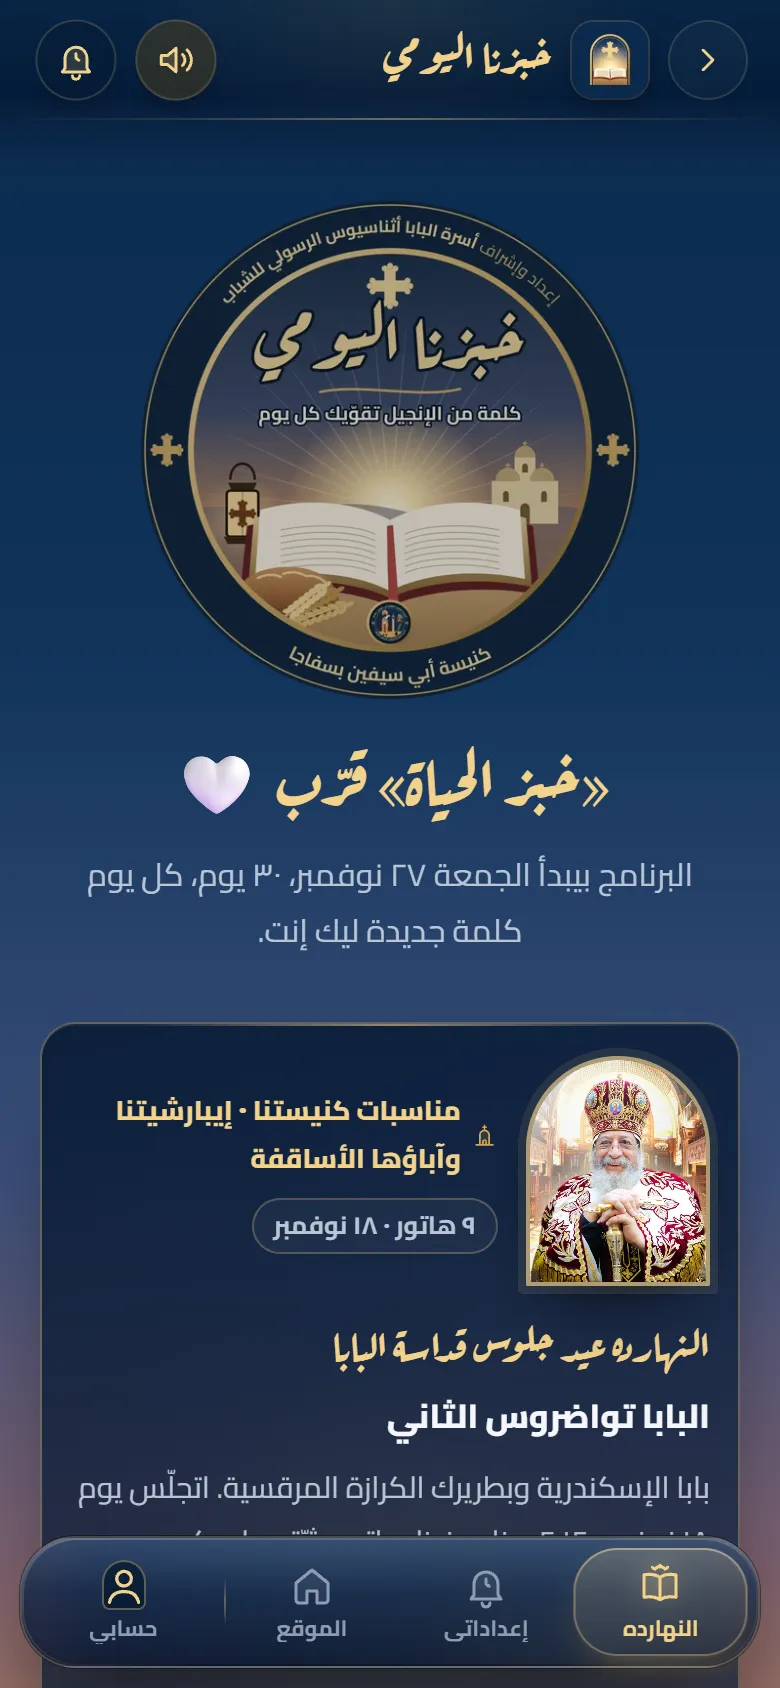 خبزنا اليومي
إعداد وإشراف أسرة البابا أثناسيوس الرسولي للشباب
خبزنا اليومي
كلمة من الإنجيل تقوّيك كل يوم
كنيسة أبي سيفين بسفاجا
«خبز الحياة» قرّب
البرنامج بيبدأ الجمعة ٢٧ نوفمبر، ٣٠ يوم، كل يوم
كلمة جديدة ليك إنت.
مناسبات كنيستنا · إيبارشيتنا
وآباؤها الأساقفة
٩ هاتور · ١٨ نوفمبر
النهارده عيد جلوس قداسة البابا
البابا تواضروس الثاني
بابا الإسكندرية وبطريرك الكرازة المرقسية. اتجلّس يوم
النهارده
إعداداتى
الموقع
حسابي